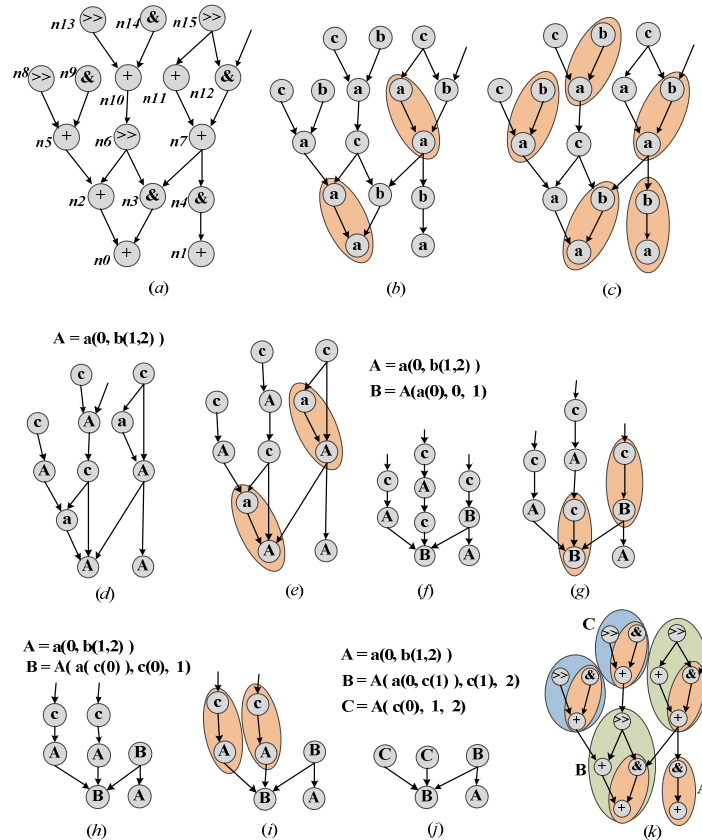 n13 >> n14 & n15 >>
n8 >> n9 & + n10 + n11 & n12
n5 + n6 >> n7 +
n2 + n3 & n4 &
n0 + n1 +
(a)
c b c
c b a a b
a c a
a b b
a a
(b)
c b c
c b a a b
a c a
a b b
a a
(c)
A = a(0, b(1,2) )
c c
c A a
A c A
a
A A
(d)
c c
c A a
A c A
a
A A
(e)
A = a(0, b(1,2) )
B = A(a(0), 0, 1)
c
c A c
A c B
B A
(f)
c
c A c
A c B
B A
(g)
A = a(0, b(1,2) )
B = A( a( c(0) ), c(0), 1)
c c
A A B
B A
(h)
c c
A A B
B A
(i)
A = a(0, b(1,2) )
B = A( a(0, c(1) ), c(1), 2)
C = A( c(0), 1, 2)
C C B
B A
(j)
C >> & >>
>> & + + &
+ >> +
B + & & A
+ +
(k)